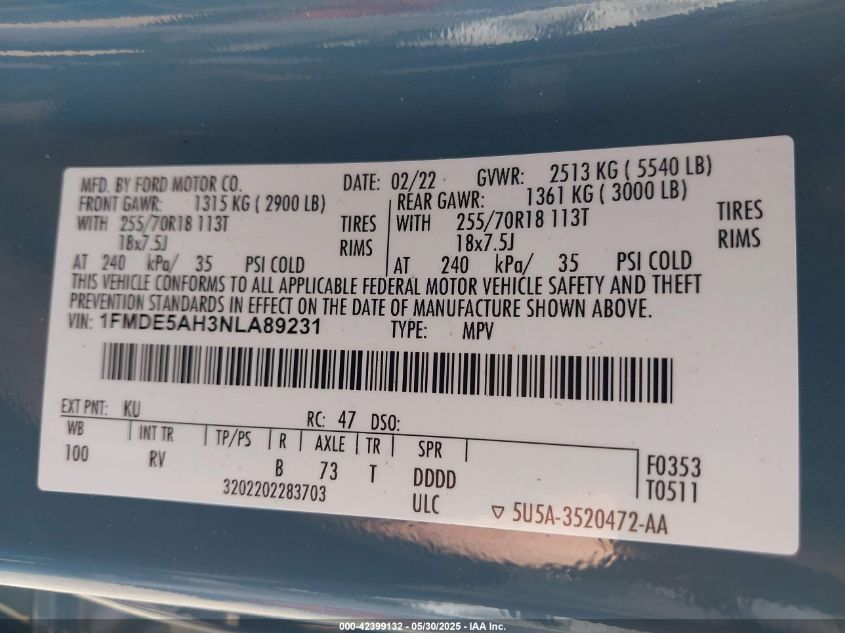 MFD. BY FORD MOTOR CO. DATE: 02/22 GVWR: 2513 KG ( 5540 LB)
FRONT GAWR: 1315 KG ( 2900 LB) REAR GAWR: 1361 KG ( 3000 LB)
WITH 255/70R18 113T TIRES WITH 255/70R18 113T TIRES
18x7.5J RIMS 18x7.5J RIMS
AT 240 kPa/ 35 PSI COLD AT 240 kPa/ 35 PSI COLD
THIS VEHICLE CONFORMS TO ALL APPLICABLE FEDERAL MOTOR VEHICLE SAFETY AND THEFT
PREVENTION STANDARDS IN EFFECT ON THE DATE OF MANUFACTURE SHOWN ABOVE.
VIN: 1FMDE5AH3NLA89231 TYPE: MPV
EXT PNT: KU RC: 47 DSO:
WB INT TR TP/PS R AXLE TR SPR
100 RV B 73 T DDDD F0353
3202202283703 ULC T0511
▽ 5U5A-3520472-AA
000-42399132 - 05/30/2025 - IAA Inc.